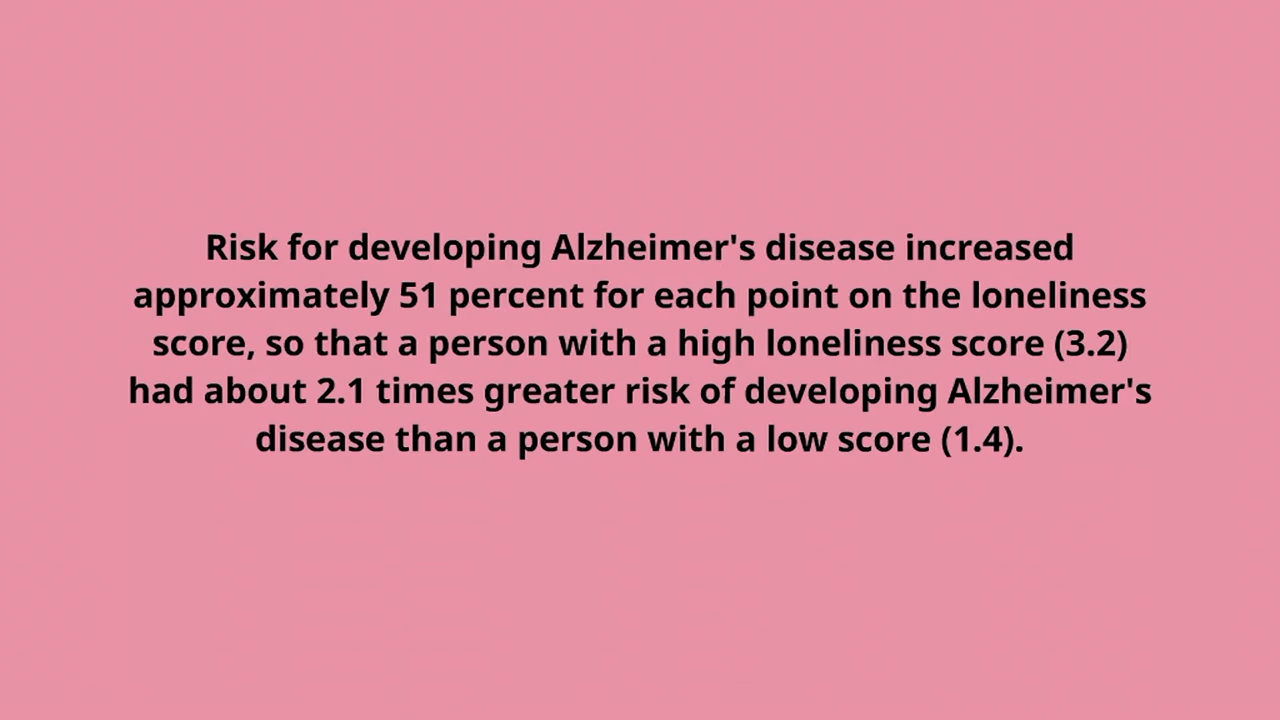 Risk for developing Alzheimer's disease increased
approximately 51 percent for each point on the loneliness
score, so that a person with a high loneliness score (3.2)
had about 2.1 times greater risk of developing Alzheimer's
disease than a person with a low score (1.4).